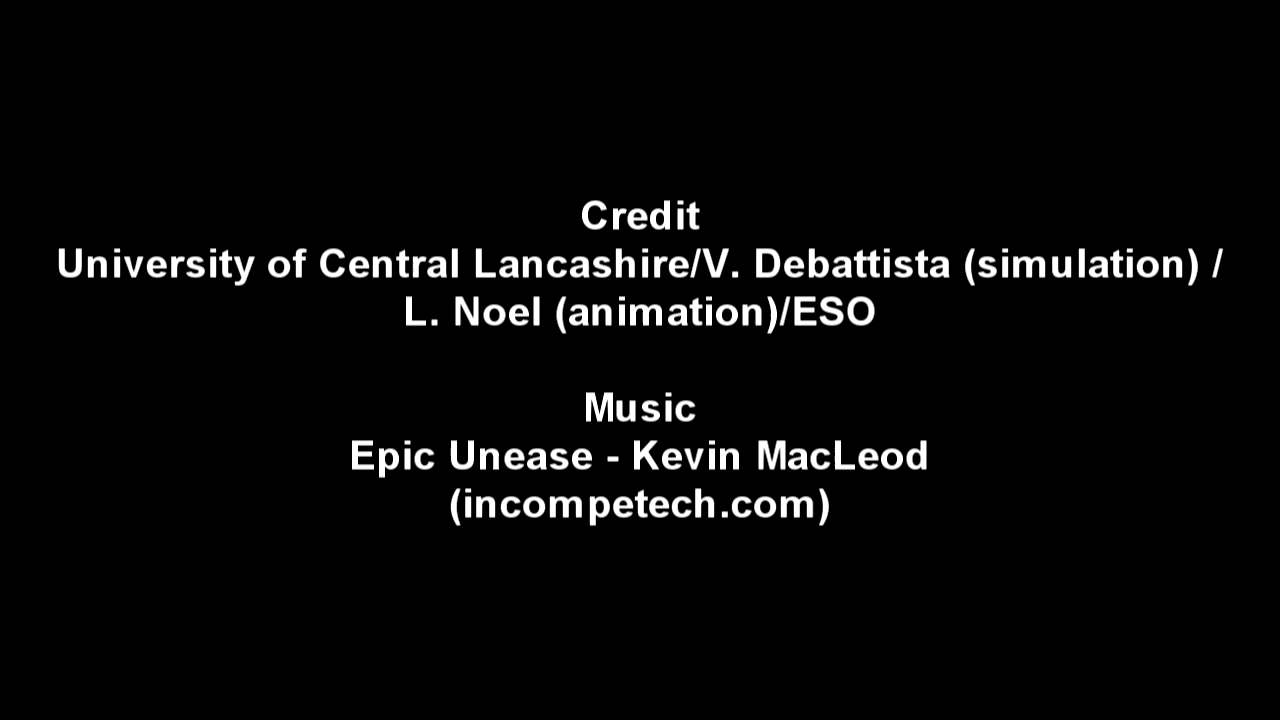 Credit
University of Central Lancashire/V. Debattista (simulation) /
L. Noel (animation)/ESO
Music
Epic Unease - Kevin MacLeod
(incompetech.com)